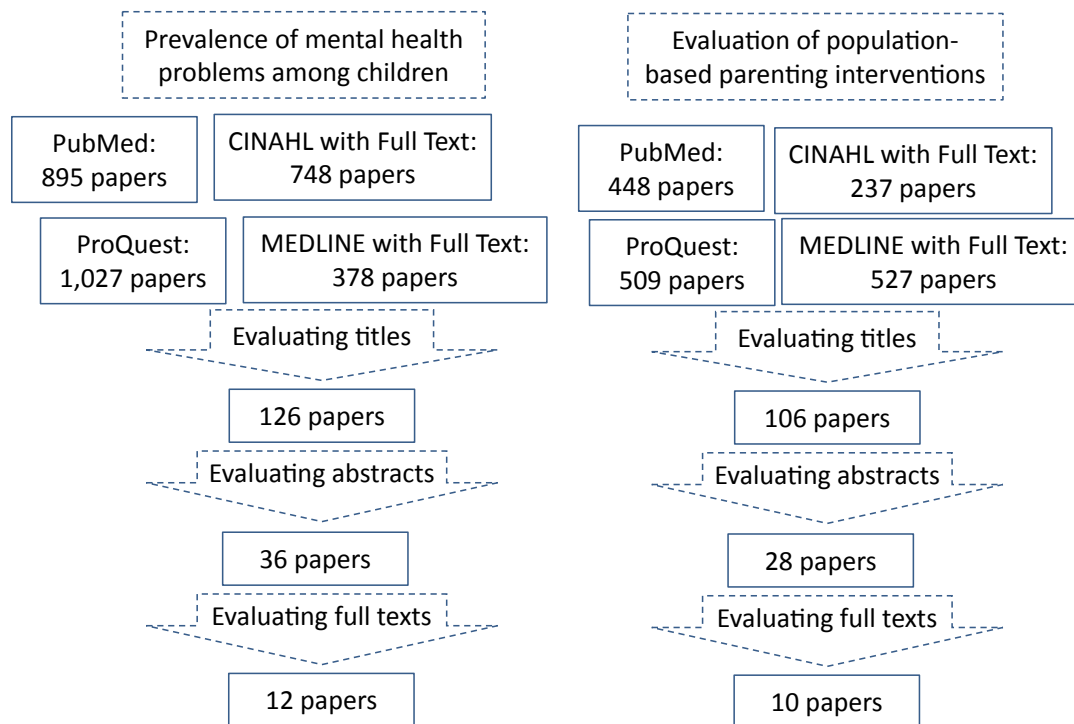 Prevalence of mental health
problems among children
PubMed:
895 papers
CINAHL with Full Text:
748 papers
ProQuest:
1,027 papers
MEDLINE with Full Text:
378 papers
Evaluating titles
126 papers
Evaluating abstracts
36 papers
Evaluating full texts
12 papers
Evaluation of population-
based parenting interventions
PubMed:
448 papers
CINAHL with Full Text:
237 papers
ProQuest:
509 papers
MEDLINE with Full Text:
527 papers
Evaluating titles
106 papers
Evaluating abstracts
28 papers
Evaluating full texts
10 papers